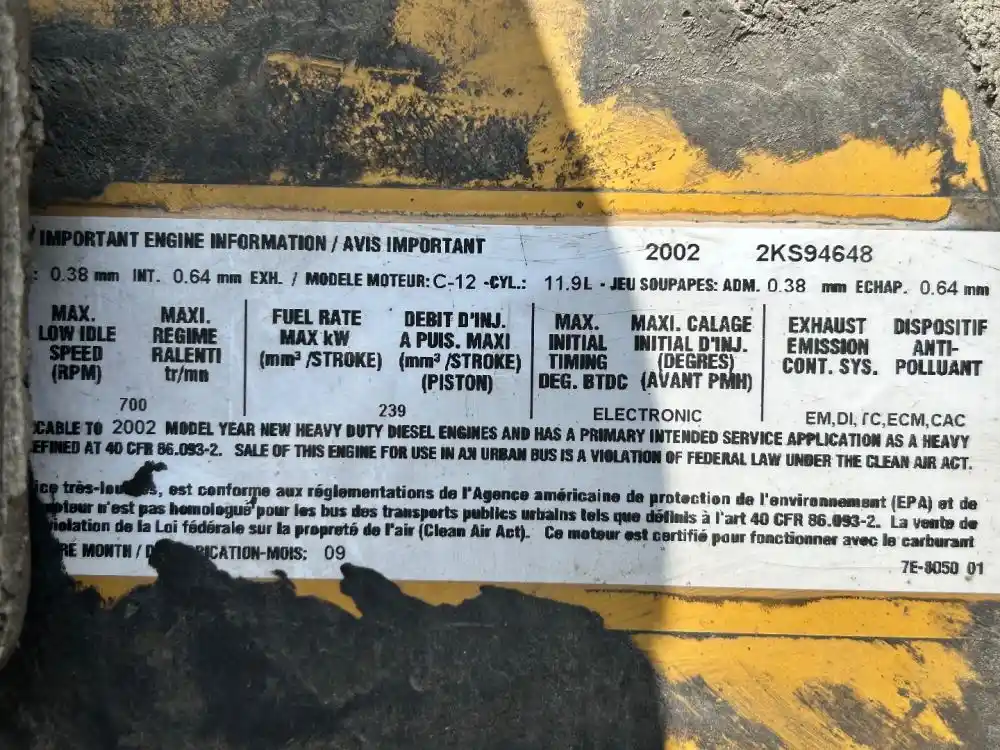 IMPORTANT ENGINE INFORMATION / AVIS IMPORTANT 2002 2KS94648
: 0.38 mm INT. 0.64 mm EXH. / MODELE MOTEUR: C-12 -CYL.: 11.9L - JEU SOUPAPES: ADM. 0.38 mm ECHAP. 0.64 mm
MAX. MAXI. FUEL RATE DEBIT D'INJ. MAX. MAXI. CALAGE EXHAUST DISPOSITIF
LOW IDLE REGIME MAX KW A PUIS. MAXI INITIAL INITIAL D'INJ. EMISSION ANTI-
SPEED RALENTI (mm³ /STROKE) (mm³ /STROKE) TIMING (DEGRES) CONT. SYS. POLLUANT
(RPM) tr/mn (PISTON) DEG. BTDC (AVANT PMH)
700 239 ELECTRONIC EM,DI,TC,ECM,CAC
CABLE TO 2002 MODEL YEAR NEW HEAVY DUTY DIESEL ENGINES AND HAS A PRIMARY INTENDED SERVICE APPLICATION AS A HEAVY
EFINED AT 40 CFR 86.093-2. SALE OF THIS ENGINE FOR USE IN AN URBAN BUS IS A VIOLATION OF FEDERAL LAW UNDER THE CLEAN AIR ACT.
ice est conforme aux réglementations de l'Agence américaine de protection de l'environnement (EPA) et de
n'est pas homologué pour les bus des transports publics urbains tels que définis à l'art 40 CFR 86.093-2. La vente de
violation de la Loi fédérale sur la propreté de l'air (Clean Air Act). Ce moteur est certifié pour fonctionner avec le carburant
RE MONTH / RICATION-MOIS: 09
7E-8050 01